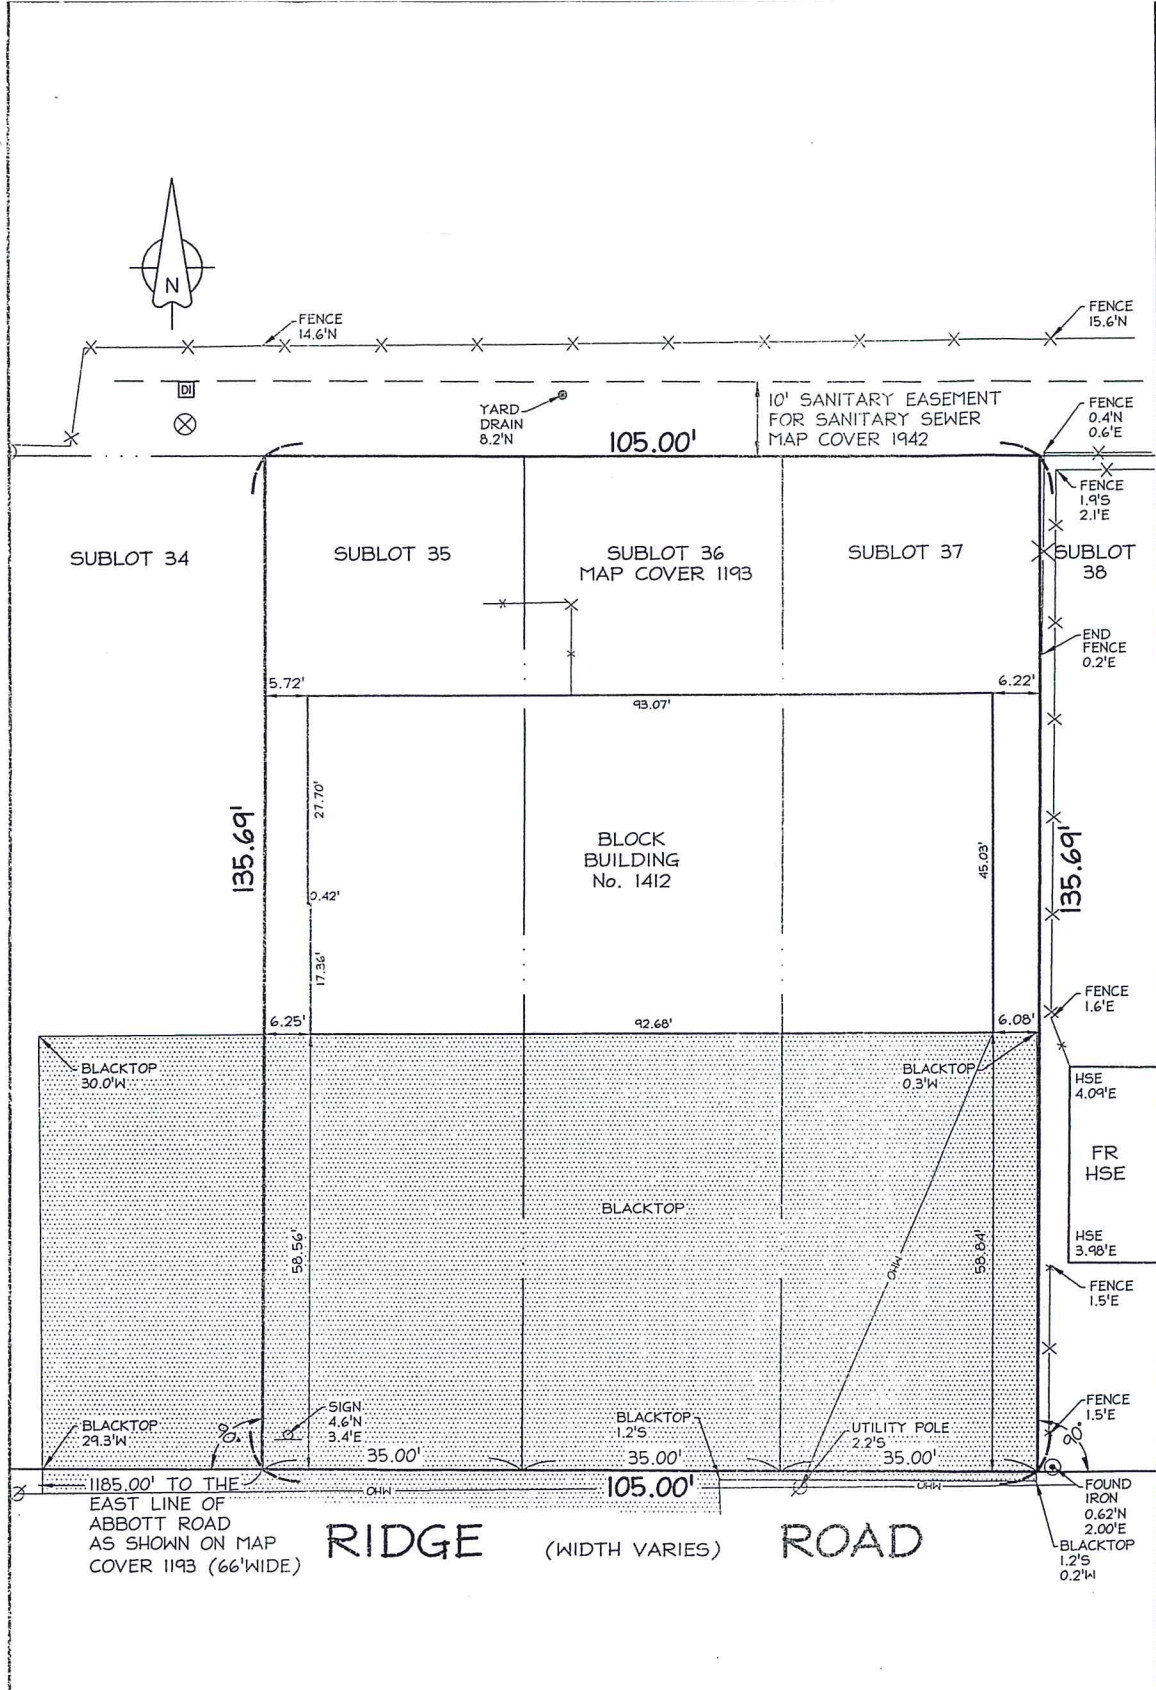 N
FENCE
14.6'N
FENCE
15.6'N
DI
YARD
DRAIN
8.2'N
10' SANITARY EASEMENT
FOR SANITARY SEWER
MAP COVER 1942
FENCE
0.4'N
0.6'E
105.00'
FENCE
1.9'S
2.1'E
SUBLOT 34
SUBLOT 35
SUBLOT 36
MAP COVER 1193
SUBLOT 37
SUBLOT
38
END
FENCE
0.2'E
5.72'
93.07'
6.22'
27.70'
135.69'
BLOCK
BUILDING
No. 1412
45.03'
135.69'
0.42'
17.36'
FENCE
1.6'E
6.25'
92.68'
6.08'
BLACKTOP
30.0'W
BLACKTOP
0.3'W
HSE
4.09'E
FR
HSE
BLACKTOP
58.56'
58.84'
OHW
HSE
3.98'E
FENCE
1.5'E
BLACKTOP
29.3'W
90°
SIGN
4.6'N
3.4'E
BLACKTOP
1.2'S
UTILITY POLE
2.2'S
FENCE
1.5'E
90°
35.00'
35.00'
35.00'
1185.00' TO THE
EAST LINE OF
ABBOTT ROAD
AS SHOWN ON MAP
COVER 1193 (66'WIDE)
OHW
105.00'
OHW
FOUND
IRON
0.62'N
2.00'E
RIDGE (WIDTH VARIES) ROAD
BLACKTOP
1.2'S
0.2'W